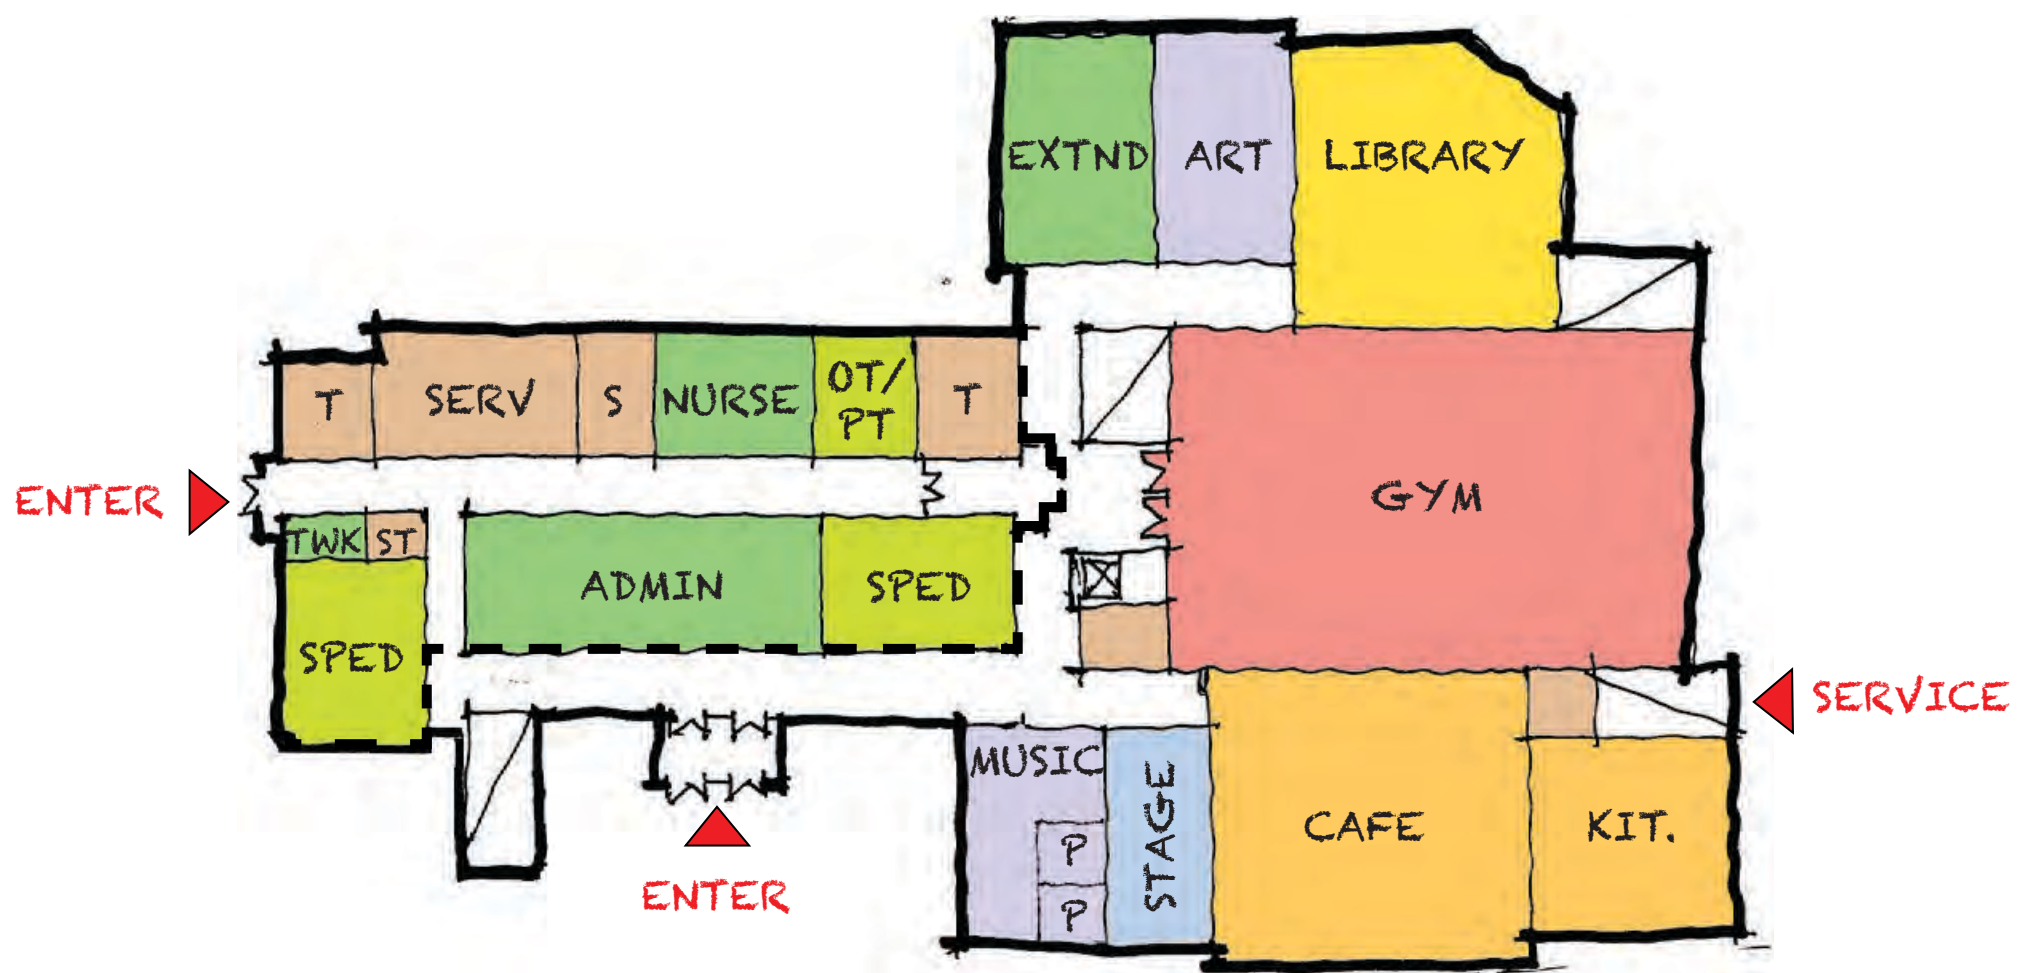 EXTND
ART
LIBRARY
T
SERV
S
NURSE
OT/
PT
T
ENTER
GYM
TWK
ST
ADMIN
SPED
SPED
SERVICE
MUSIC
STAGE
CAFE
KIT.
P
P
ENTER